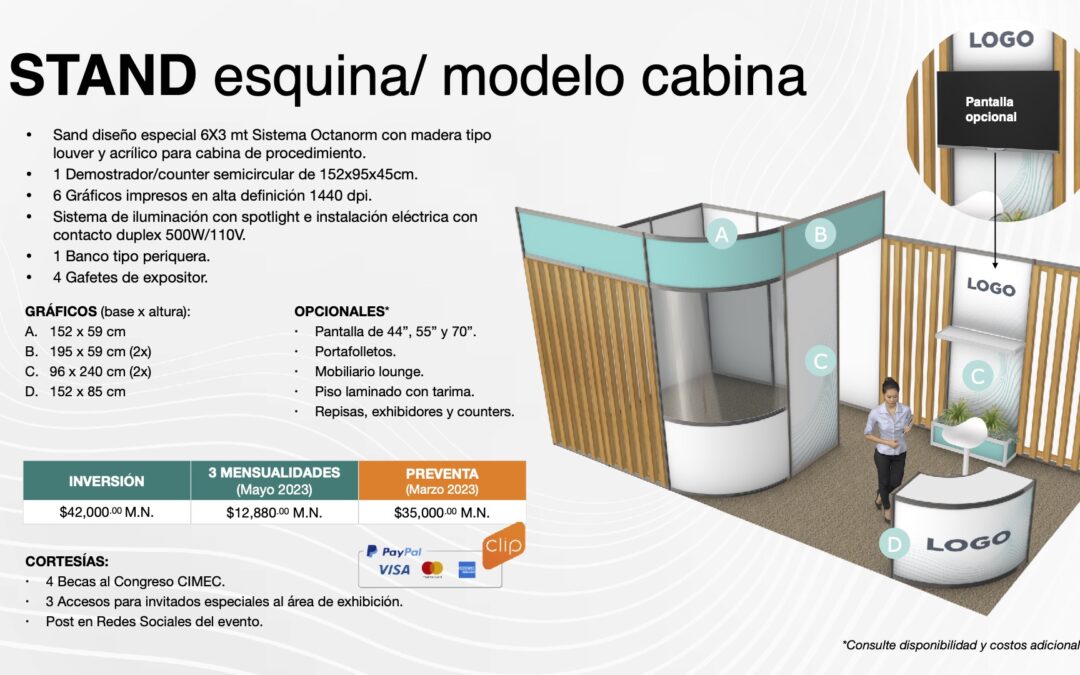 STAND esquina/ modelo cabina
• Sand diseño especial 6X3 mt Sistema Octanorm con madera tipo
louver y acrílico para cabina de procedimiento.
• 1 Demostrador/counter semicircular de 152x95x45cm.
• 6 Gráficos impresos en alta definición 1440 dpi.
• Sistema de iluminación con spotlight e instalación eléctrica con
contacto duplex 500W/110V.
• 1 Banco tipo periquera.
• 4 Gafetes de expositor.
GRÁFICOS (base x altura):
A. 152 x 59 cm
B. 195 x 59 cm (2x)
C. 96 x 240 cm (2x)
D. 152 x 85 cm
OPCIONALES*
· Pantalla de 44”, 55” y 70”.
· Portafolletos.
· Mobiliario lounge.
· Piso laminado con tarima.
· Repisas, exhibidores y counters.
INVERSIÓN
3 MENSUALIDADES
(Mayo 2023)
PREVENTA
(Marzo 2023)
$42,000.00 M.N.
$12,880.00 M.N.
$35,000.00 M.N.
PayPal
clip
VISA
CORTESÍAS:
· 4 Becas al Congreso CIMEC.
· 3 Accesos para invitados especiales al área de exhibición.
· Post en Redes Sociales del evento.
LOGO
Pantalla
opcional
A
B
LOGO
C
C
D
LOGO
*Consulte disponibilidad y costos adicional